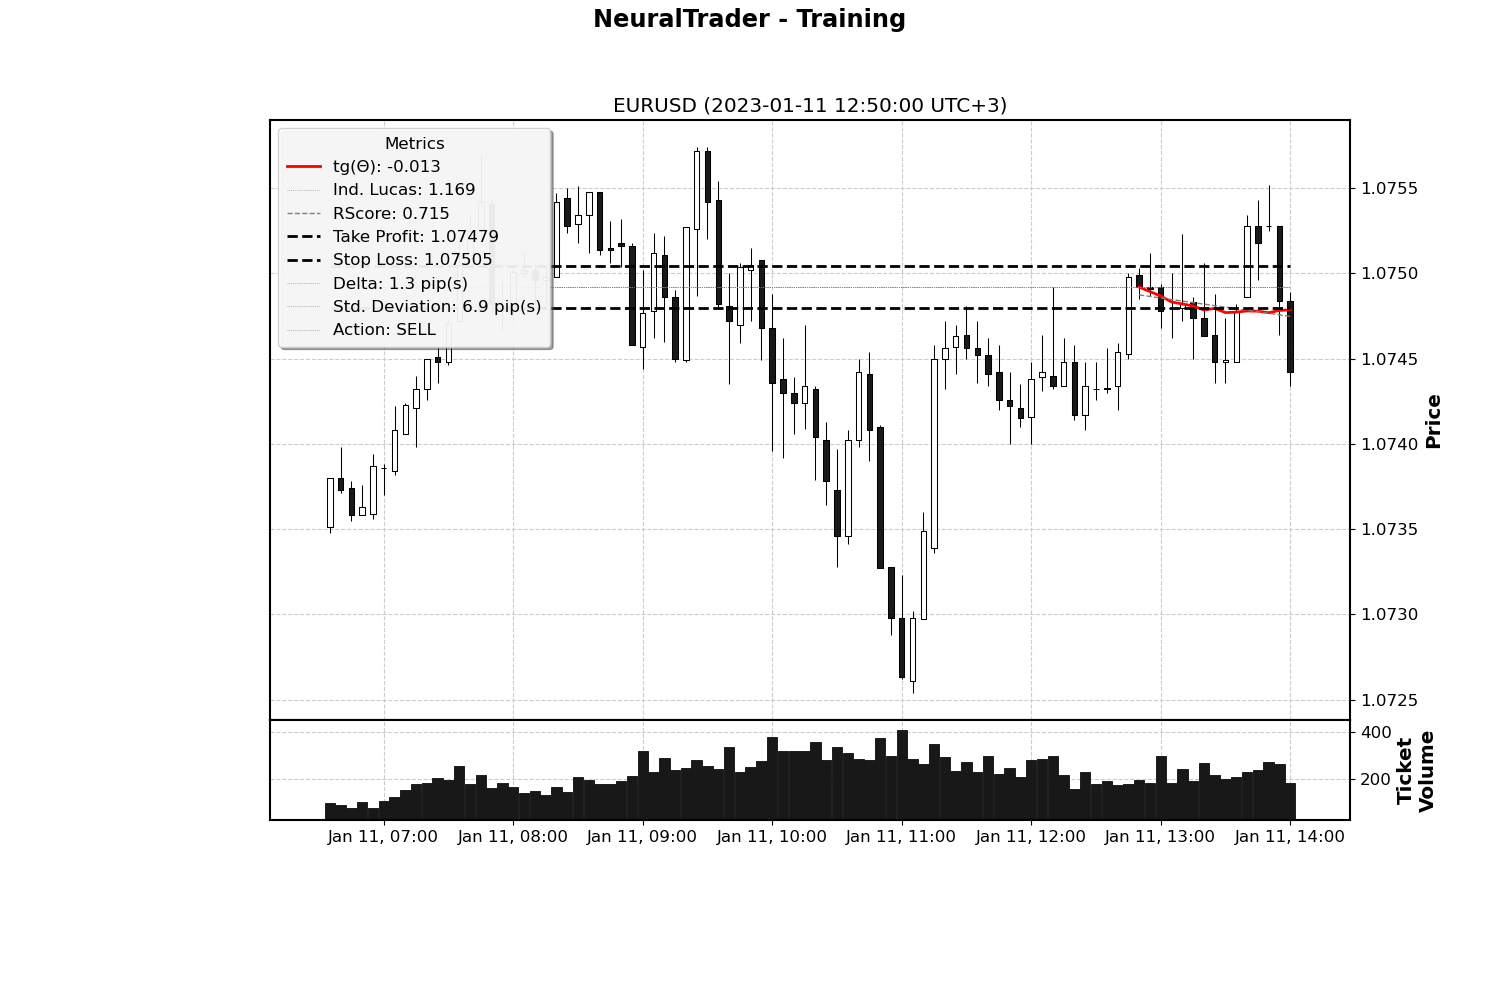 NeuralTrader - Training
EURUSD (2023-01-11 12:50:00 UTC+3)
Metrics
tg(Θ): -0.013
Ind. Lucas: 1.169
RScore: 0.715
Take Profit: 1.07479
Stop Loss: 1.07505
Delta: 1.3 pip(s)
Std. Deviation: 6.9 pip(s)
Action: SELL
1.0755
1.0750
1.0745
1.0740
1.0735
1.0730
1.0725
Price
400
200
Ticket
Volume
Jan 11, 07:00
Jan 11, 08:00
Jan 11, 09:00
Jan 11, 10:00
Jan 11, 11:00
Jan 11, 12:00
Jan 11, 13:00
Jan 11, 14:00